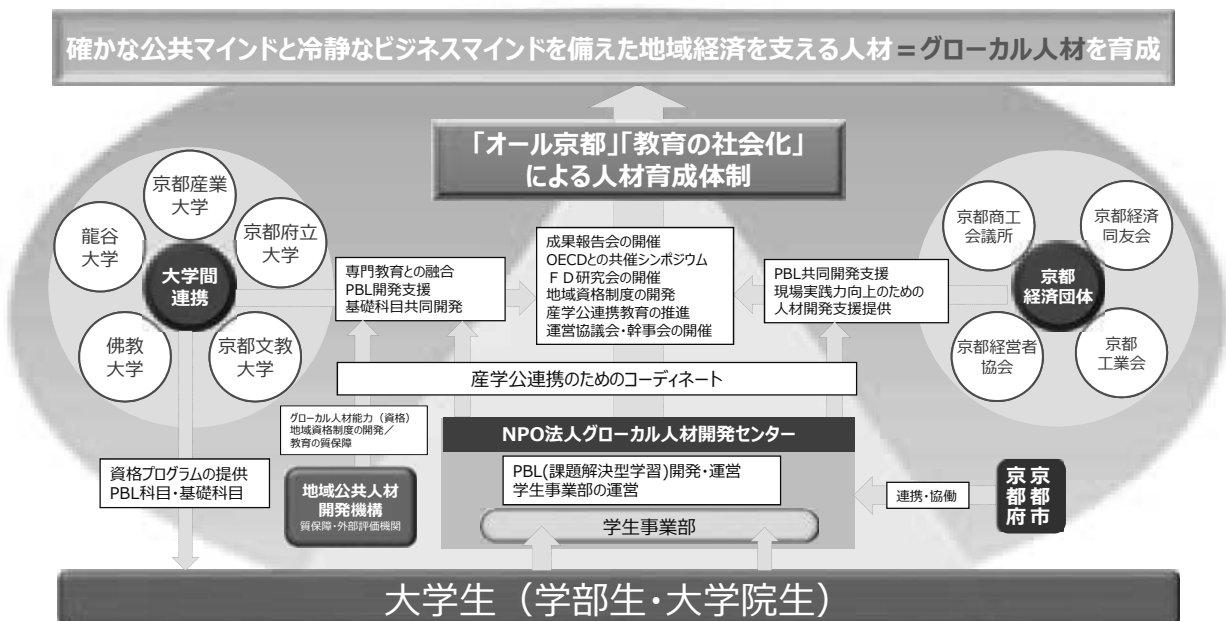 確かな公共マインドと冷静なビジネスマインドを備えた地域経済を支える人材=グローカル人材を育成
「オール京都」「教育の社会化」
による人材育成体制
京都産業
大学
龍谷
大学
京都府立
大学
大学間
連携
佛教
大学
京都文教
大学
専門教育との融合
PBL開発支援
基礎科目共同開発
成果報告会の開催
OECDとの共催シンポジウム
FD研究会の開催
地域資格制度の開発
産学公連携教育の推進
運営協議会・幹事会の開催
PBL共同開発支援
現場実践力向上のための
人材開発支援提供
京都商工
会議所
京都経済
同友会
京都
経済団体
京都経営者
協会
京都
工業会
産学公連携のためのコーディネート
グローカル人材能力(資格)
地域資格制度の開発/
教育の質保障
NPO法人グローカル人材開発センター
PBL(課題解決型学習)開発・運営
学生事業部の運営
学生事業部
資格プログラムの提供
PBL科目・基礎科目
地域公共人材
開発機構
質保障・外部評価機関
連携・協働
京都市
京都府
大学生(学部生・大学院生)